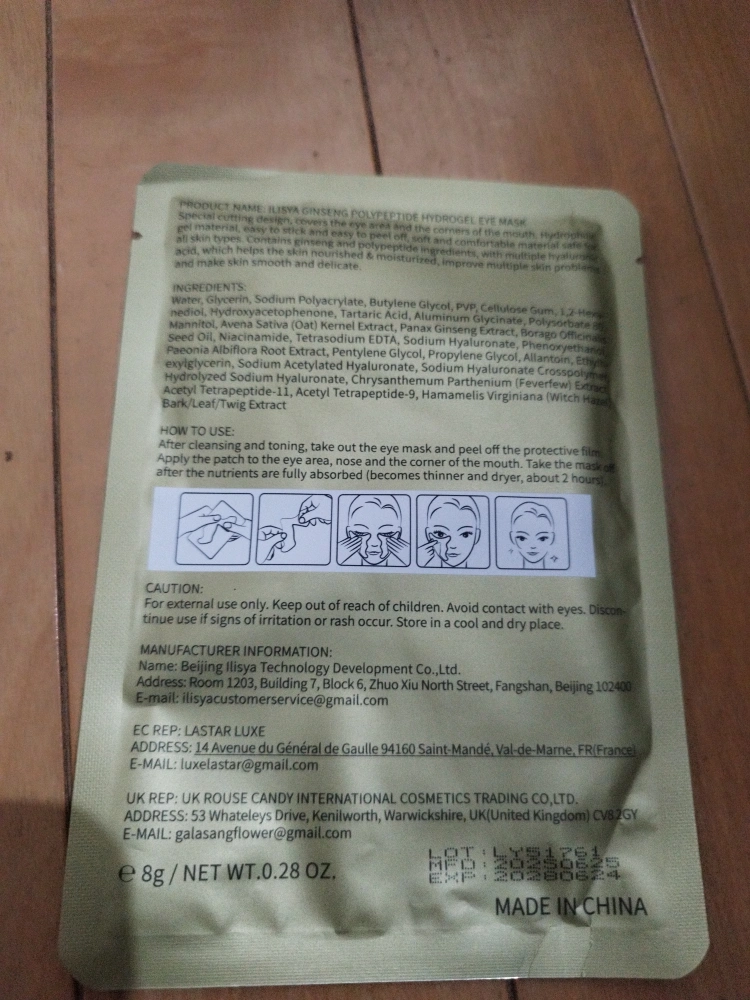 PRODUCT NAME: ILISYA GINSENG POLYPEPTIDE HYDROGEL EYE MASK
Special cutting design, covers the eye area and the corners of the mouth. Hydrophilic
gel material, easy to stick and easy to peel off, soft and comfortable material safe for
all skin types. Contains ginseng and polypeptide ingredients, with multiple hyaluronic
acid, which helps the skin nourished & moisturized, improve multiple skin problems
and make skin smooth and delicate.
INGREDIENTS:
Water, Glycerin, Sodium Polyacrylate, Butylene Glycol, PVP, Cellulose Gum, 1,2-Hexa-
nediol, Hydroxyacetophenone, Tartaric Acid, Aluminum Glycinate, Polysorbate
Mannitol, Avena Sativa (Oat) Kernel Extract, Panax Ginseng Extract, Borago Officinalis
Seed Oil, Niacinamide, Tetrasodium EDTA, Sodium Hyaluronate, Phenoxyethanol,
Paeonia Albiflora Root Extract, Pentylene Glycol, Propylene Glycol, Allantoin, Ethylh-
exylglycerin, Sodium Acetylated Hyaluronate, Sodium Hyaluronate Crosspolymer,
Hydrolyzed Sodium Hyaluronate, Chrysanthemum Parthenium (Feverfew) Extract,
Acetyl Tetrapeptide-11, Acetyl Tetrapeptide-9, Hamamelis Virginiana (Witch Hazel)
Bark/Leaf/Twig Extract
HOW TO USE:
After cleansing and toning, take out the eye mask and peel off the protective film.
Apply the patch to the eye area, nose and the corner of the mouth. Take the mask off
after the nutrients are fully absorbed (becomes thinner and dryer, about 2 hours).
CAUTION:
For external use only. Keep out of reach of children. Avoid contact with eyes. Discon-
tinue use if signs of irritation or rash occur. Store in a cool and dry place.
MANUFACTURER INFORMATION:
Name: Beijing Ilisya Technology Development Co.,Ltd.
Address: Room 1203, Building 7, Block 6, Zhuo Xiu North Street, Fangshan, Beijing 102400
E-mail: ilisyacustomerservice@gmail.com
EC REP: LASTAR LUXE
ADDRESS: 14 Avenue du Général de Gaulle 94160 Saint-Mandé, Val-de-Marne, FR(France)
E-MAIL: luxelastar@gmail.com
UK REP: UK ROUSE CANDY INTERNATIONAL COSMETICS TRADING CO,LTD.
ADDRESS: 53 Whateleys Drive, Kenilworth, Warwickshire, UK(United Kingdom) CV82GY
E-MAIL: galasangflower@gmail.com
℮ 8g / NET WT.0.28 OZ.
LOT:LY51761
MFD:20250625
EXP:20280624
MADE IN CHINA